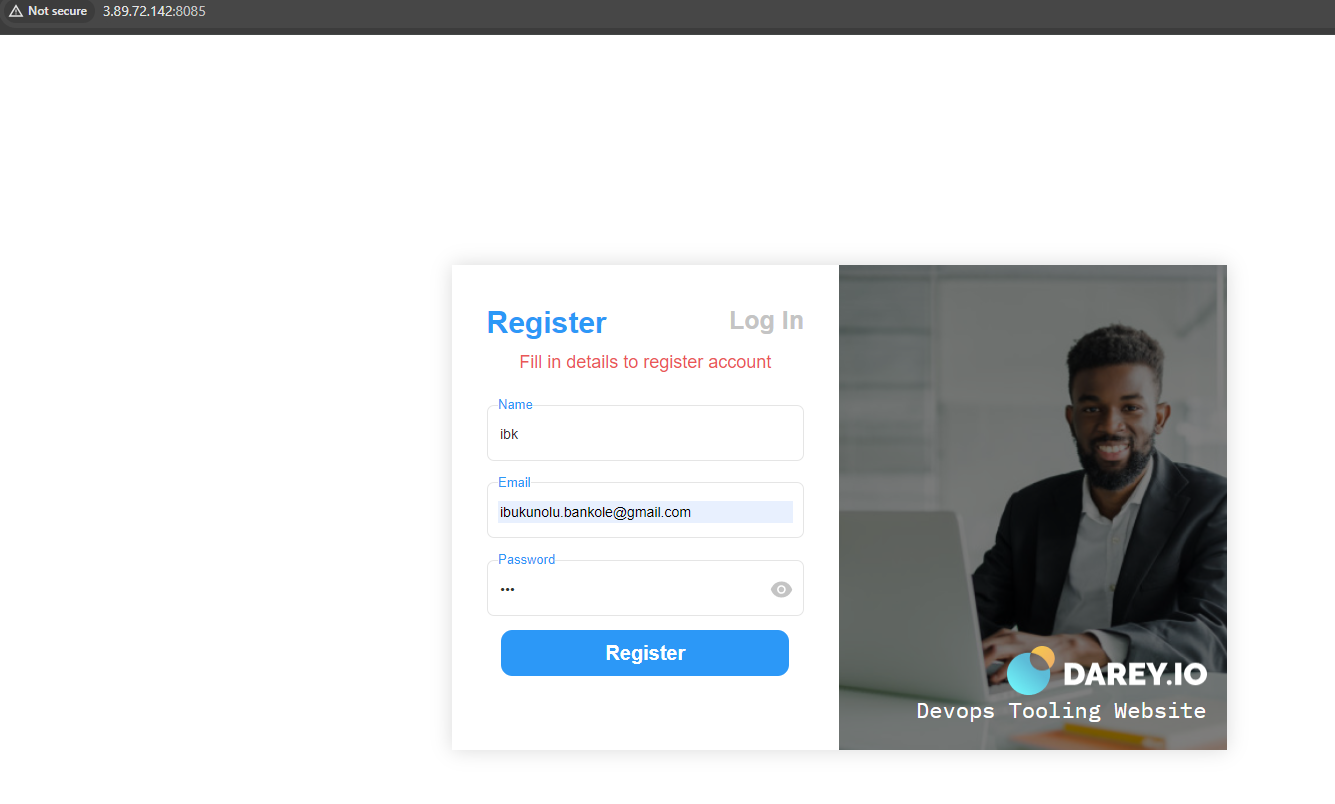 Not secure 3.89.72.142:8085
Register Log In
Fill in details to register account
Name
ibk
Email
ibukunolu.bankole@gmail.com
Password
•••
Register
DAREY.IO
Devops Tooling Website